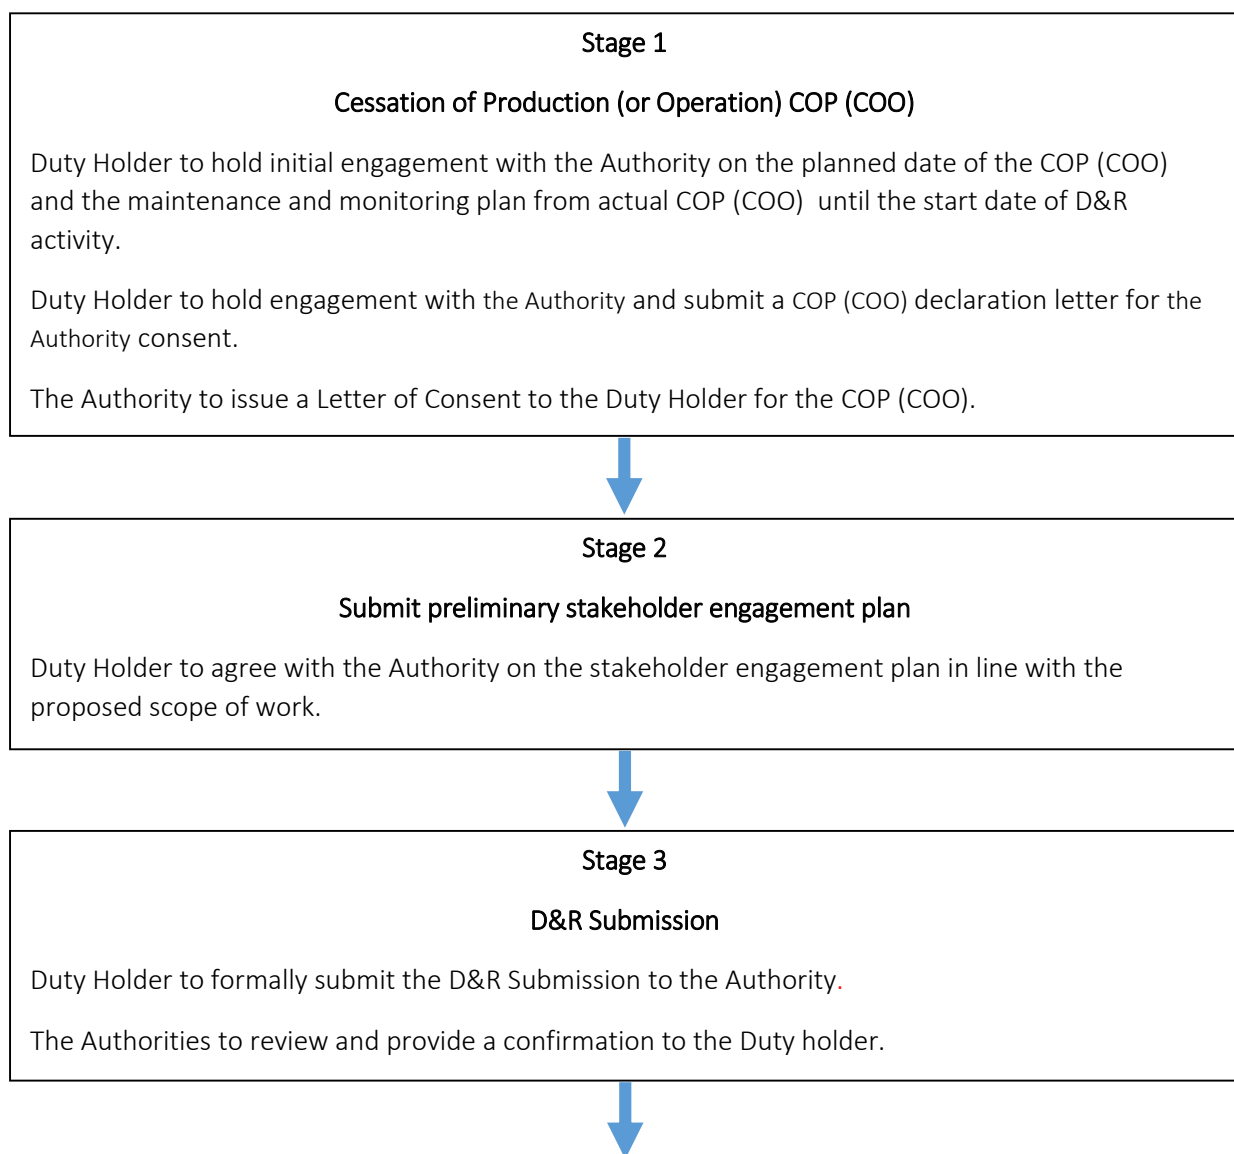 Stage 1
Cessation of Production (or Operation) COP (COO)
Duty Holder to hold initial engagement with the Authority on the planned date of the COP (COO)
and the maintenance and monitoring plan from actual COP (COO) until the start date of D&R
activity.
Duty Holder to hold engagement with the Authority and submit a COP (COO) declaration letter for the
Authority consent.
The Authority to issue a Letter of Consent to the Duty Holder for the COP (COO).
Stage 2
Submit preliminary stakeholder engagement plan
Duty Holder to agree with the Authority on the stakeholder engagement plan in line with the
proposed scope of work.
Stage 3
D&R Submission
Duty Holder to formally submit the D&R Submission to the Authority.
The Authorities to review and provide a confirmation to the Duty holder.